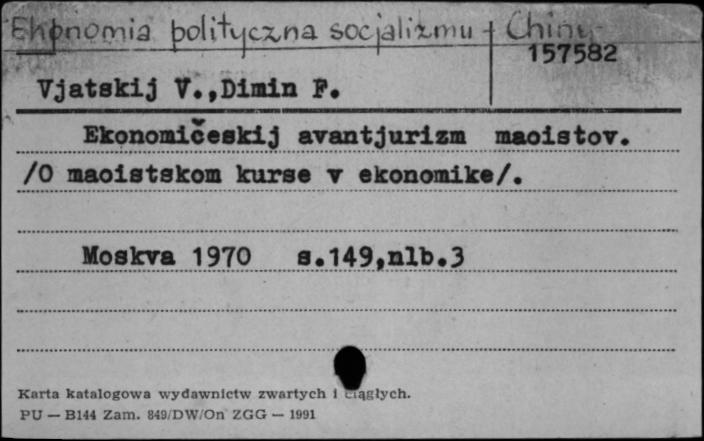 Ekonomia polityczna socjalizmu + Chiny
157582
Vjatskij V.,Dimin F.
Ekonomičeskij avantjurizm maoistov.
/O maoistskom kurse v ekonomike/.
Moskva 1970 s.149,nlb.3
Karta katalogowa wydawnictw zwartych i ciągłych.
PU — B144 Zam. 849/DW/On ZGG — 1991